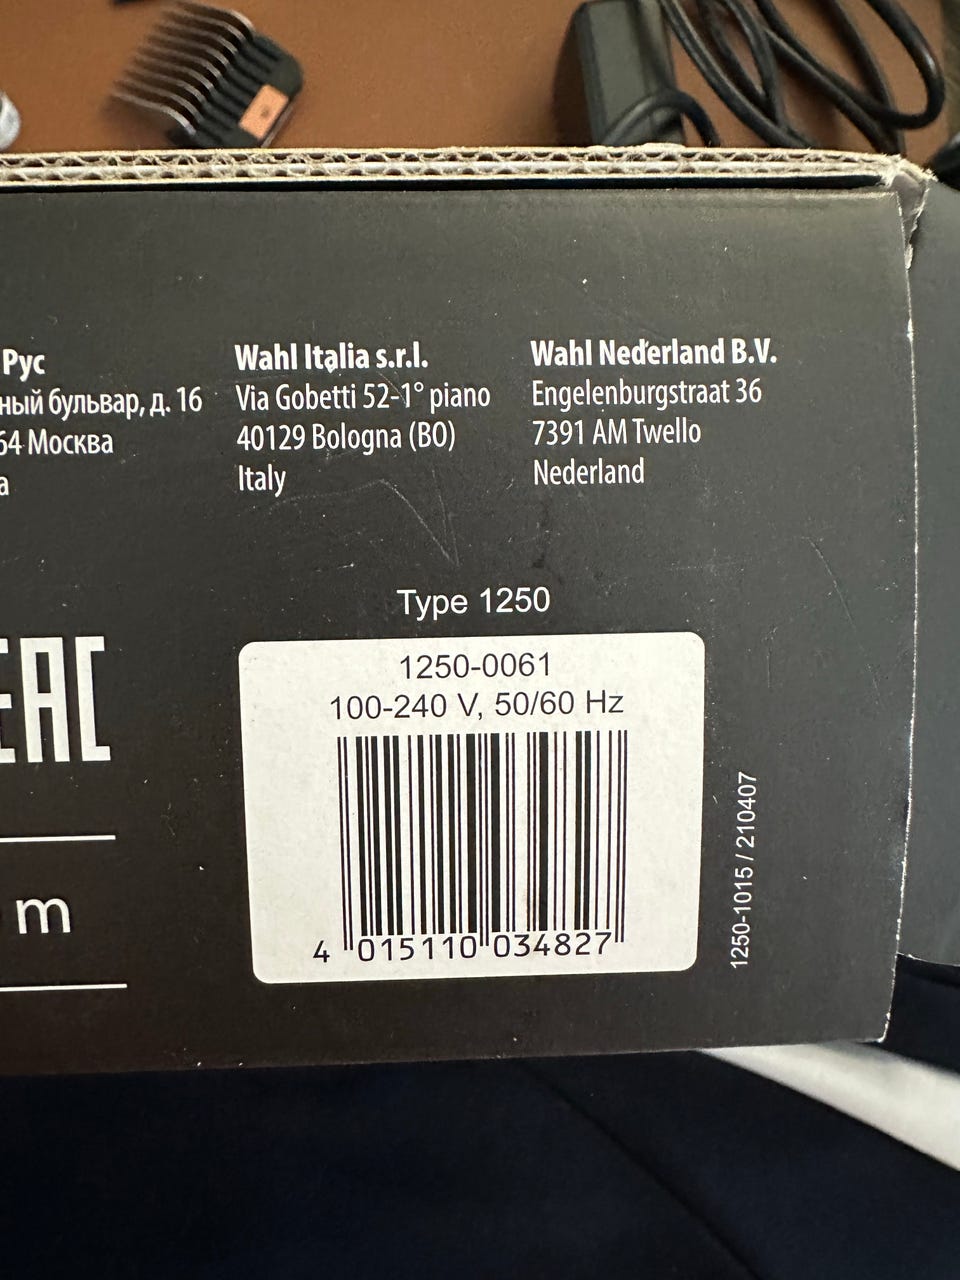 Рус
ный бульвар, д. 16
64 Москва
а
Wahl Italia s.r.l.
Via Gobetti 52-1° piano
40129 Bologna (BO)
Italy
Wahl Nederland B.V.
Engelenburgstraat 36
7391 AM Twello
Nederland
Type 1250
EAC
1250-0061
100-240 V, 50/60 Hz
4 015110 034827
1250-1015 / 210407
m